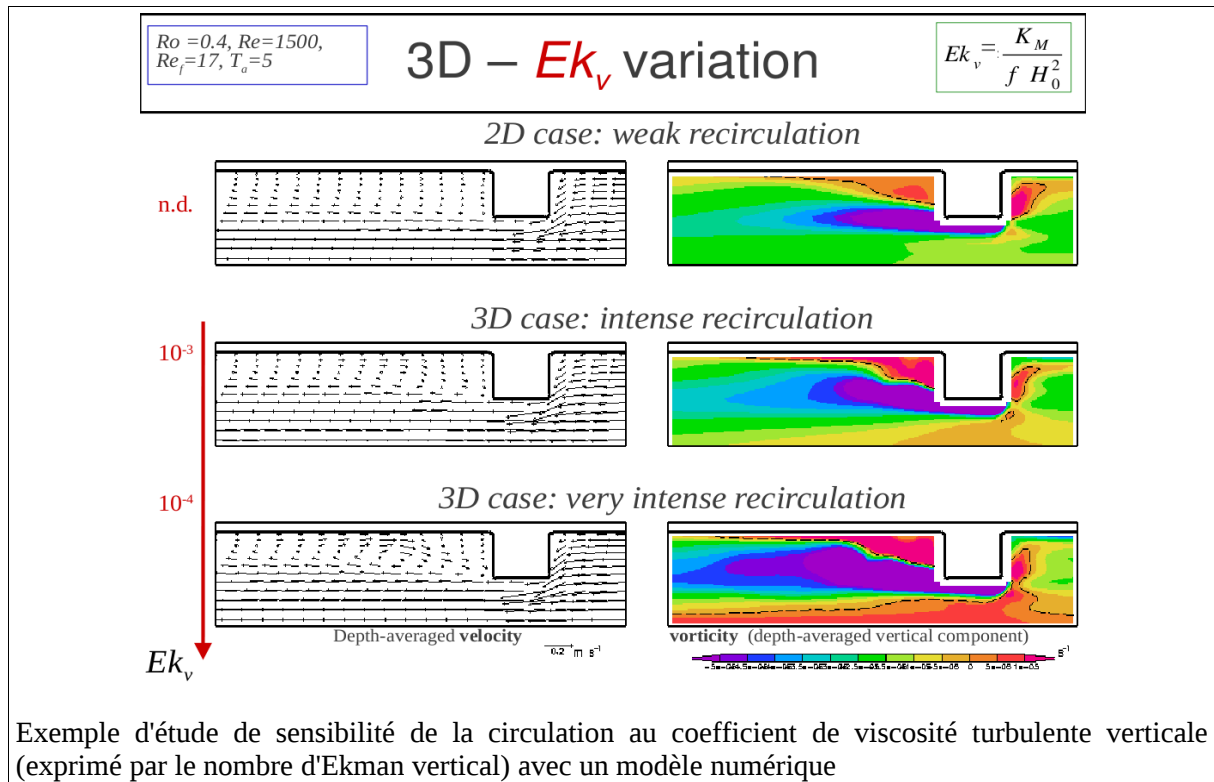 Ro =0.4, Re=1500,
Re_f=17, T_a=5
3D – Ek_v variation
Ek_v = K_M / f H_0^2
2D case: weak recirculation
n.d.
3D case: intense recirculation
10^-3
3D case: very intense recirculation
10^-4
Depth-averaged velocity
0.2 m s^-1
vorticity (depth-averaged vertical component)
s^-1
Ek_v
Exemple d'étude de sensibilité de la circulation au coefficient de viscosité turbulente verticale
(exprimé par le nombre d'Ekman vertical) avec un modèle numérique